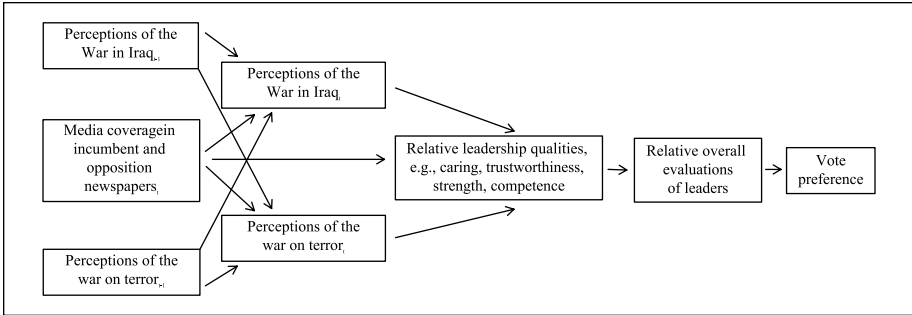 Perceptions of the
War in Iraqₜ₋₁
Perceptions of the
War in Iraqₜ
Media coveragein
incumbent and
opposition
newspapersₜ
Relative leadership qualities,
e.g., caring, trustworthiness,
strength, competence
Relative overall
evaluations
of leaders
Vote
preference
Perceptions of the
war on terrorₜ
Perceptions of the
war on terrorₜ₋₁